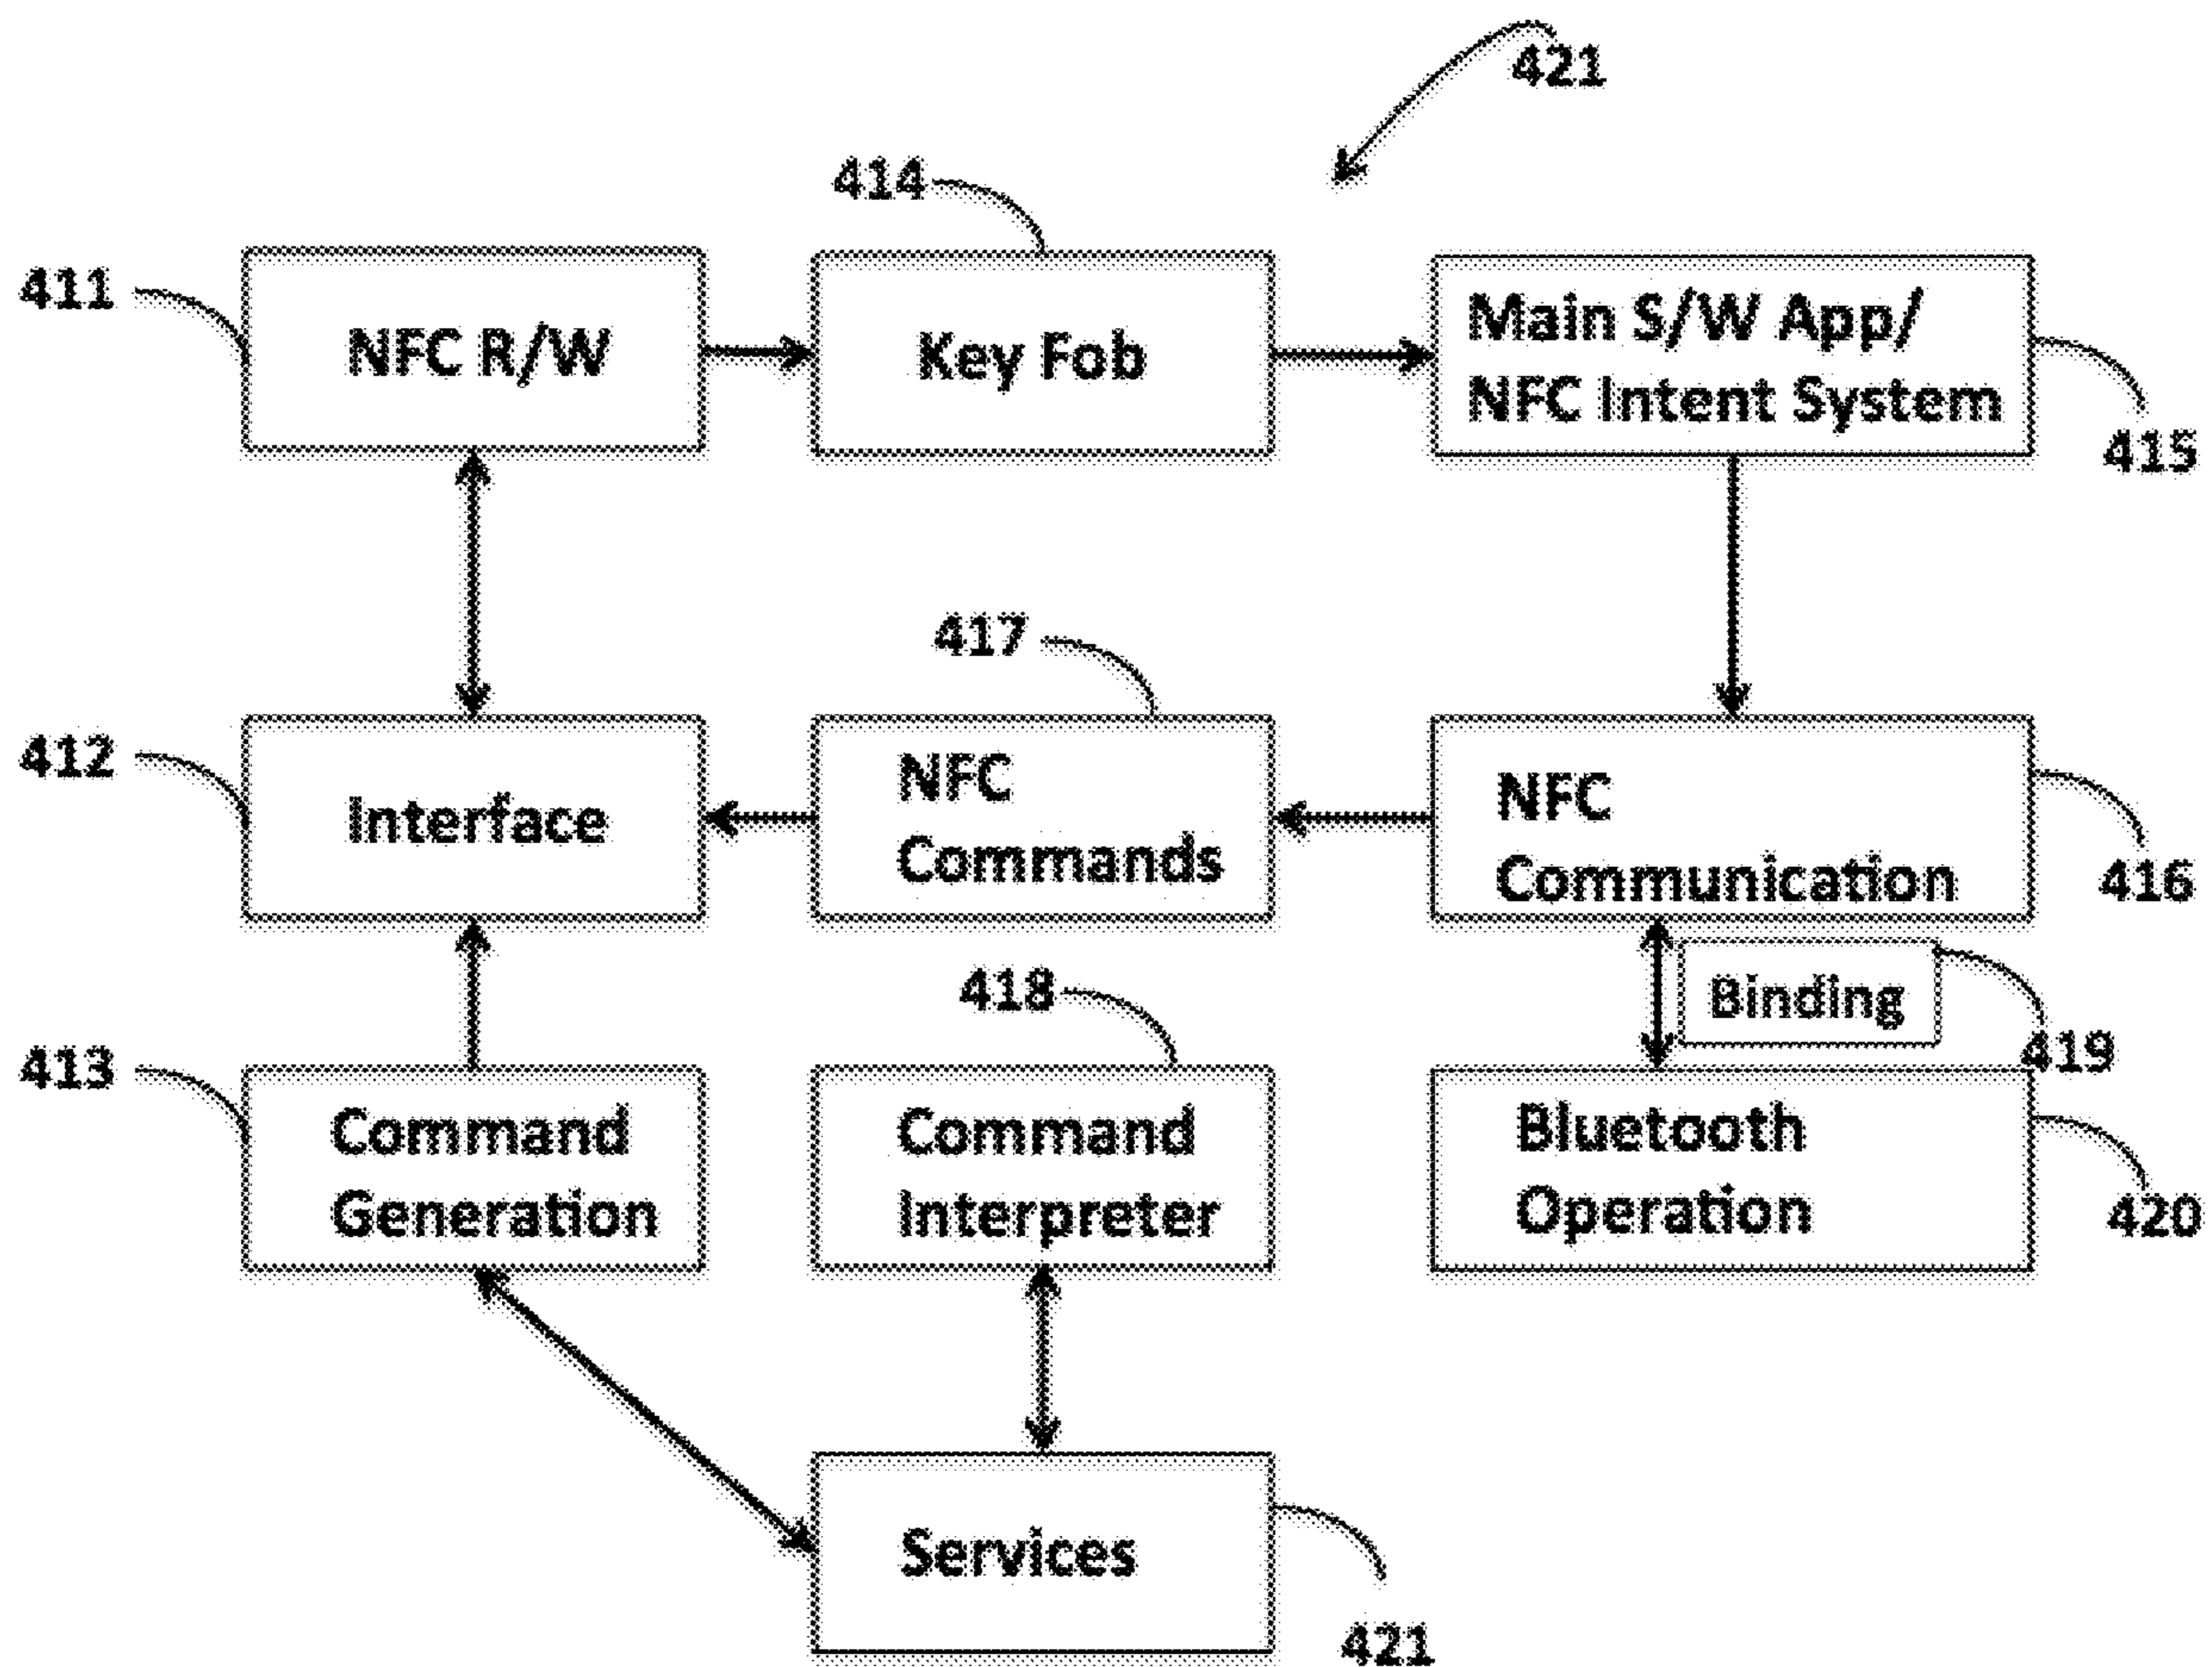 421
414
411
NFC R/W
Key Fob
Main S/W App/
NFC Intent System
415
417
412
Interface
NFC
Commands
NFC
Communication
416
418
Binding
419
413
Command
Generation
Command
Interpreter
Bluetooth
Operation
420
Services
421